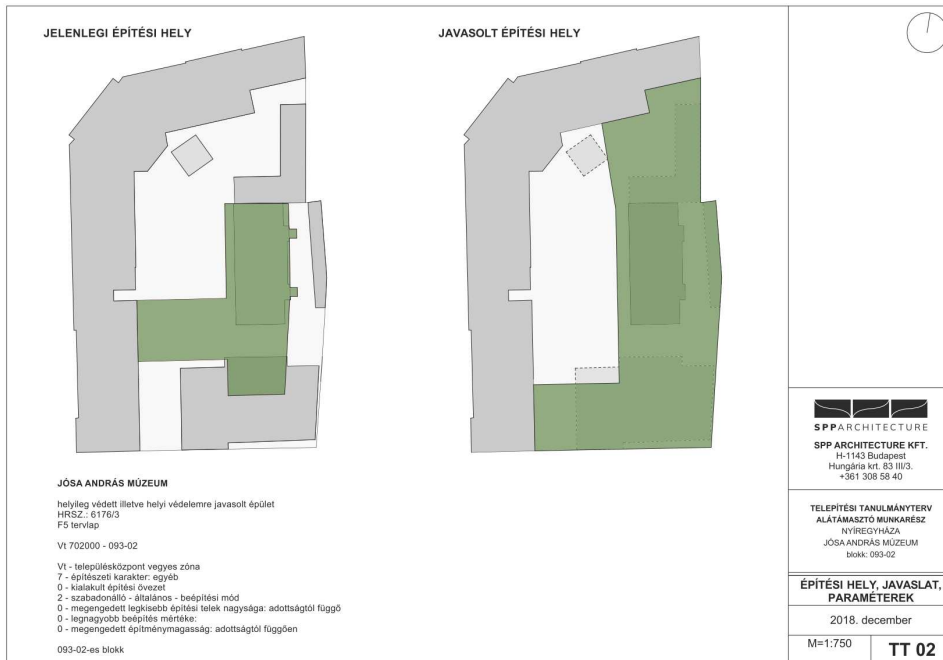 JELENLEGI ÉPÍTÉSI HELY
JAVASOLT ÉPÍTÉSI HELY
JÓSA ANDRÁS MÚZEUM
helyileg védett illetve helyi védelemre javasolt épület
HRSZ.: 6176/3
F5 tervlap
Vt 702000 - 093-02
Vt - településközpont vegyes zóna
7 - építészeti karakter: egyéb
0 - kialakult építési övezet
2 - szabadonálló - általános - beépítési mód
0 - megengedett legkisebb építési telek nagysága: adottságtól függő
0 - legnagyobb beépítés mértéke:
0 - megengedett építménymagasság: adottságtól függően
093-02-es blokk
SPPARCHITECTURE
SPP ARCHITECTURE KFT.
H-1143 Budapest
Hungária krt. 83 III/3.
+361 308 58 40
TELEPÍTÉSI TANULMÁNYTERV
ALÁTÁMASZTÓ MUNKARÉSZ
NYÍREGYHÁZA
JÓSA ANDRÁS MÚZEUM
blokk: 093-02
ÉPÍTÉSI HELY, JAVASLAT,
PARAMÉTEREK
2018. december
M=1:750
TT 02